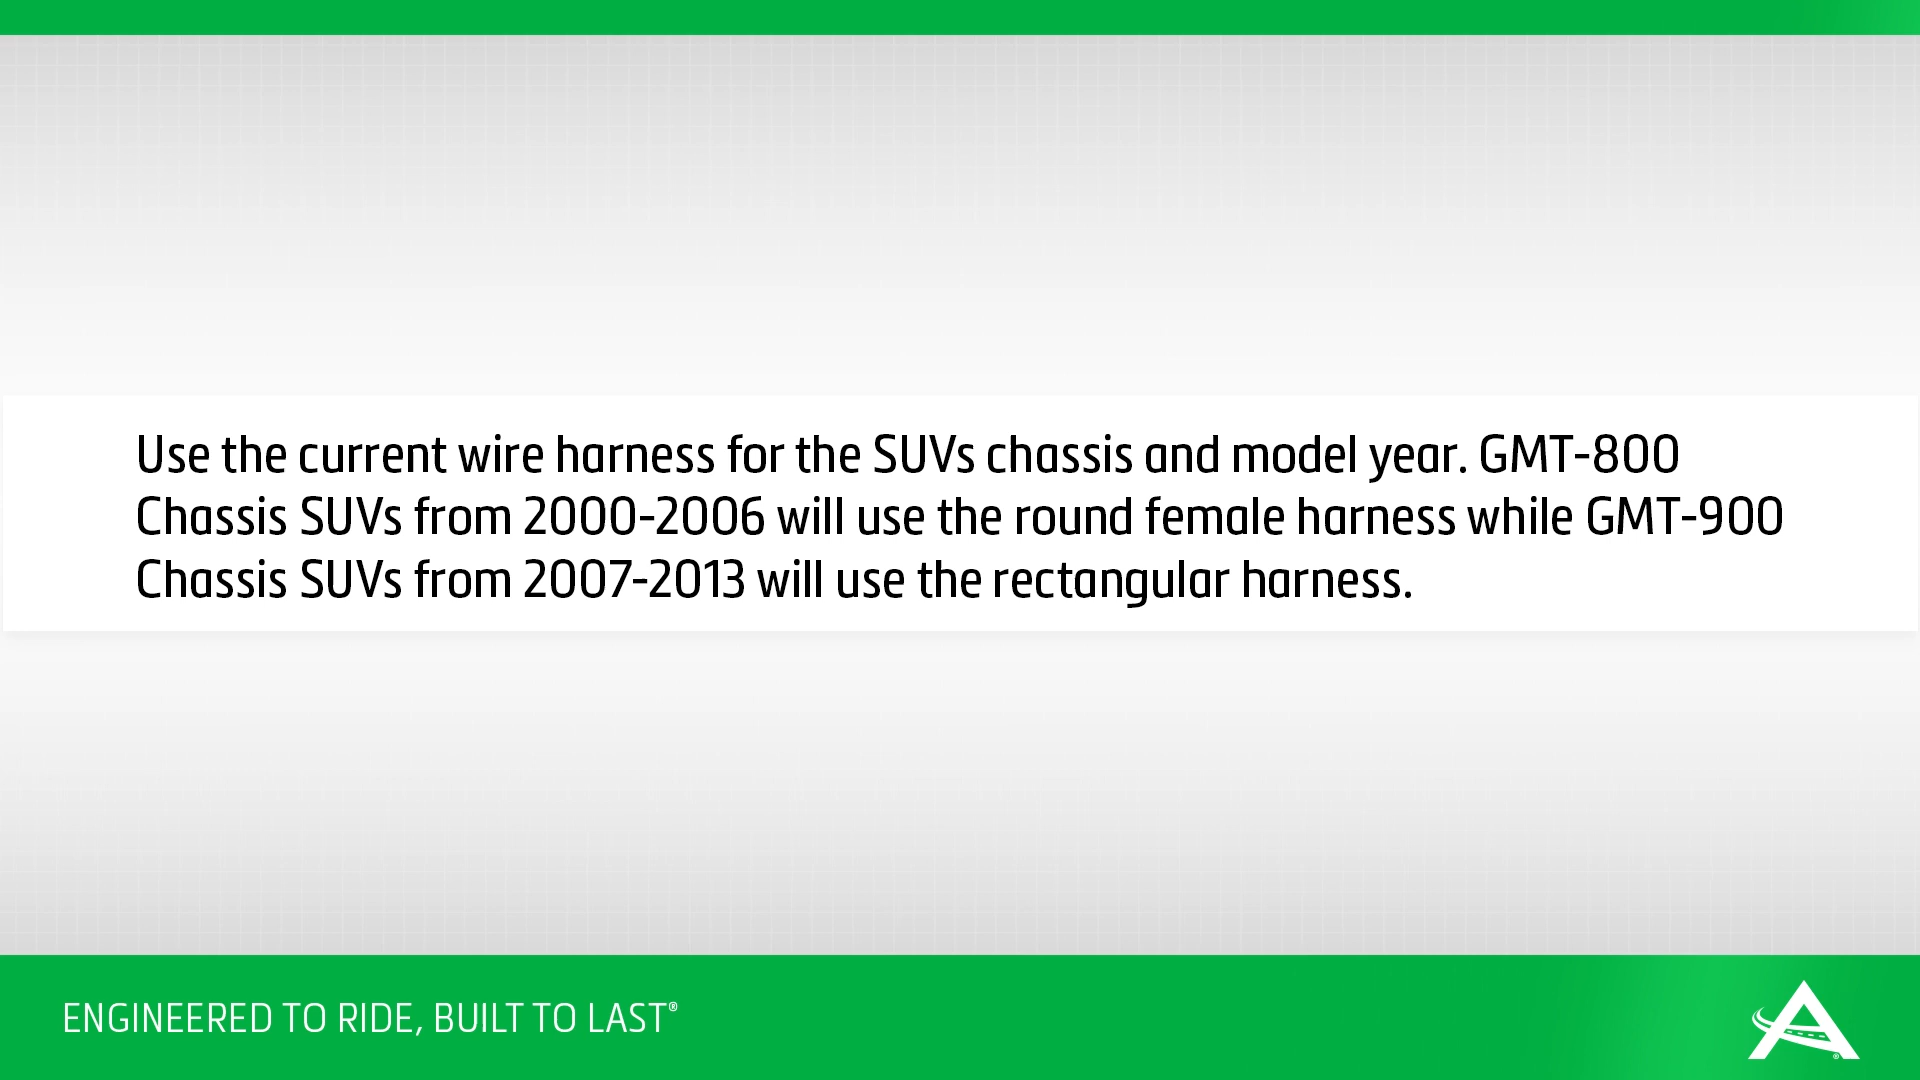 Use the current wire harness for the SUVs chassis and model year. GMT-800
Chassis SUVs from 2000-2006 will use the round female harness while GMT-900
Chassis SUVs from 2007-2013 will use the rectangular harness.
ENGINEERED TO RIDE, BUILT TO LAST®